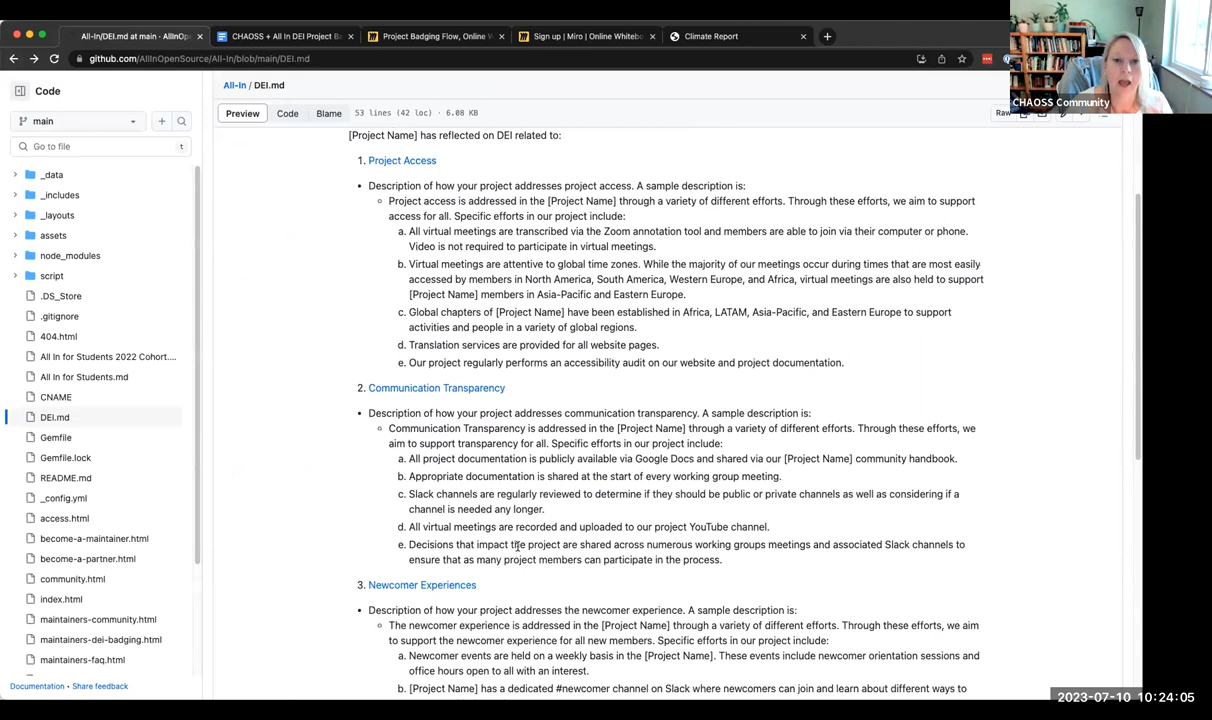 All-In/DEI.md at main · AllInOp
CHAOSS + All In DEI Project Ba
Project Badging Flow, Online W
Sign up | Miro | Online Whitebo
Climate Report
github.com/AllInOpenSource/All-In/blob/main/DEI.md
CHAOSS Community
Code
All-In / DEI.md
main
Preview
Code
Blame
53 lines (42 loc) · 6.08 KB
Raw
Go to file
t
_data
_includes
_layouts
assets
node_modules
script
.DS_Store
.gitignore
404.html
All In for Students 2022 Cohort....
All In for Students.md
CNAME
DEI.md
Gemfile
Gemfile.lock
README.md
_config.yml
access.html
become-a-maintainer.html
become-a-partner.html
community.html
index.html
maintainers-community.html
maintainers-dei-badging.html
maintainers-faq.html
Documentation · Share feedback
[Project Name] has reflected on DEI related to:
1. Project Access
• Description of how your project addresses project access. A sample description is:
Project access is addressed in the [Project Name] through a variety of different efforts. Through these efforts, we aim to support
access for all. Specific efforts in our project include:
a. All virtual meetings are transcribed via the Zoom annotation tool and members are able to join via their computer or phone.
Video is not required to participate in virtual meetings.
b. Virtual meetings are attentive to global time zones. While the majority of our meetings occur during times that are most easily
accessed by members in North America, South America, Western Europe, and Africa, virtual meetings are also held to support
[Project Name] members in Asia-Pacific and Eastern Europe.
c. Global chapters of [Project Name] have been established in Africa, LATAM, Asia-Pacific, and Eastern Europe to support
activities and people in a variety of global regions.
d. Translation services are provided for all website pages.
e. Our project regularly performs an accessibility audit on our website and project documentation.
2. Communication Transparency
• Description of how your project addresses communication transparency. A sample description is:
Communication Transparency is addressed in the [Project Name] through a variety of different efforts. Through these efforts, we
aim to support transparency for all. Specific efforts in our project include:
a. All project documentation is publicly available via Google Docs and shared via our [Project Name] community handbook.
b. Appropriate documentation is shared at the start of every working group meeting.
c. Slack channels are regularly reviewed to determine if they should be public or private channels as well as considering if a
channel is needed any longer.
d. All virtual meetings are recorded and uploaded to our project YouTube channel.
e. Decisions that impact the project are shared across numerous working groups meetings and associated Slack channels to
ensure that as many project members can participate in the process.
3. Newcomer Experiences
• Description of how your project addresses the newcomer experience. A sample description is:
The newcomer experience is addressed in the [Project Name] through a variety of different efforts. Through these efforts, we aim
to support the newcomer experience for all new members. Specific efforts in our project include:
a. Newcomer events are held on a weekly basis in the [Project Name]. These events include newcomer orientation sessions and
office hours open to all with an interest.
b. [Project Name] has a dedicated #newcomer channel on Slack where newcomers can join and learn about different ways to
2023-07-10 10:24:05